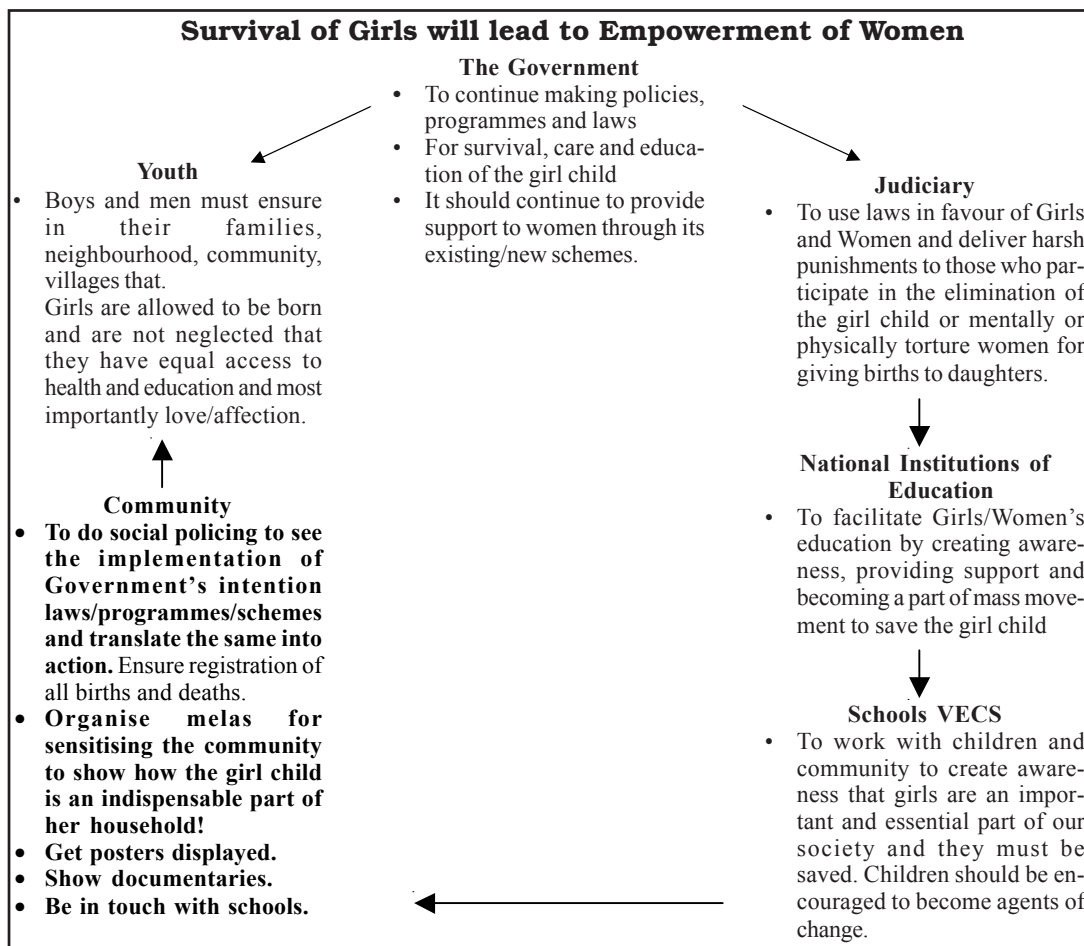 Survival of Girls will lead to Empowerment of Women
The Government
• To continue making policies,
programmes and laws
• For survival, care and educa-
tion of the girl child
• It should continue to provide
support to women through its
existing/new schemes.
Judiciary
• To use laws in favour of Girls
and Women and deliver harsh
punishments to those who par-
ticipate in the elimination of
the girl child or mentally or
physically torture women for
giving births to daughters.
National Institutions of
Education
• To facilitate Girls/Women's
education by creating aware-
ness, providing support and
becoming a part of mass move-
ment to save the girl child
Schools VECS
• To work with children and
community to create aware-
ness that girls are an impor-
tant and essential part of our
society and they must be
saved. Children should be en-
couraged to become agents of
change.
Community
• To do social policing to see
the implementation of
Government's intention
laws/programmes/schemes
and translate the same into
action. Ensure registration of
all births and deaths.
• Organise melas for
sensitising the community
to show how the girl child
is an indispensable part of
her household!
• Get posters displayed.
• Show documentaries.
• Be in touch with schools.
Youth
• Boys and men must ensure
in their families,
neighbourhood, community,
villages that.
Girls are allowed to be born
and are not neglected that
they have equal access to
health and education and most
importantly love/affection.